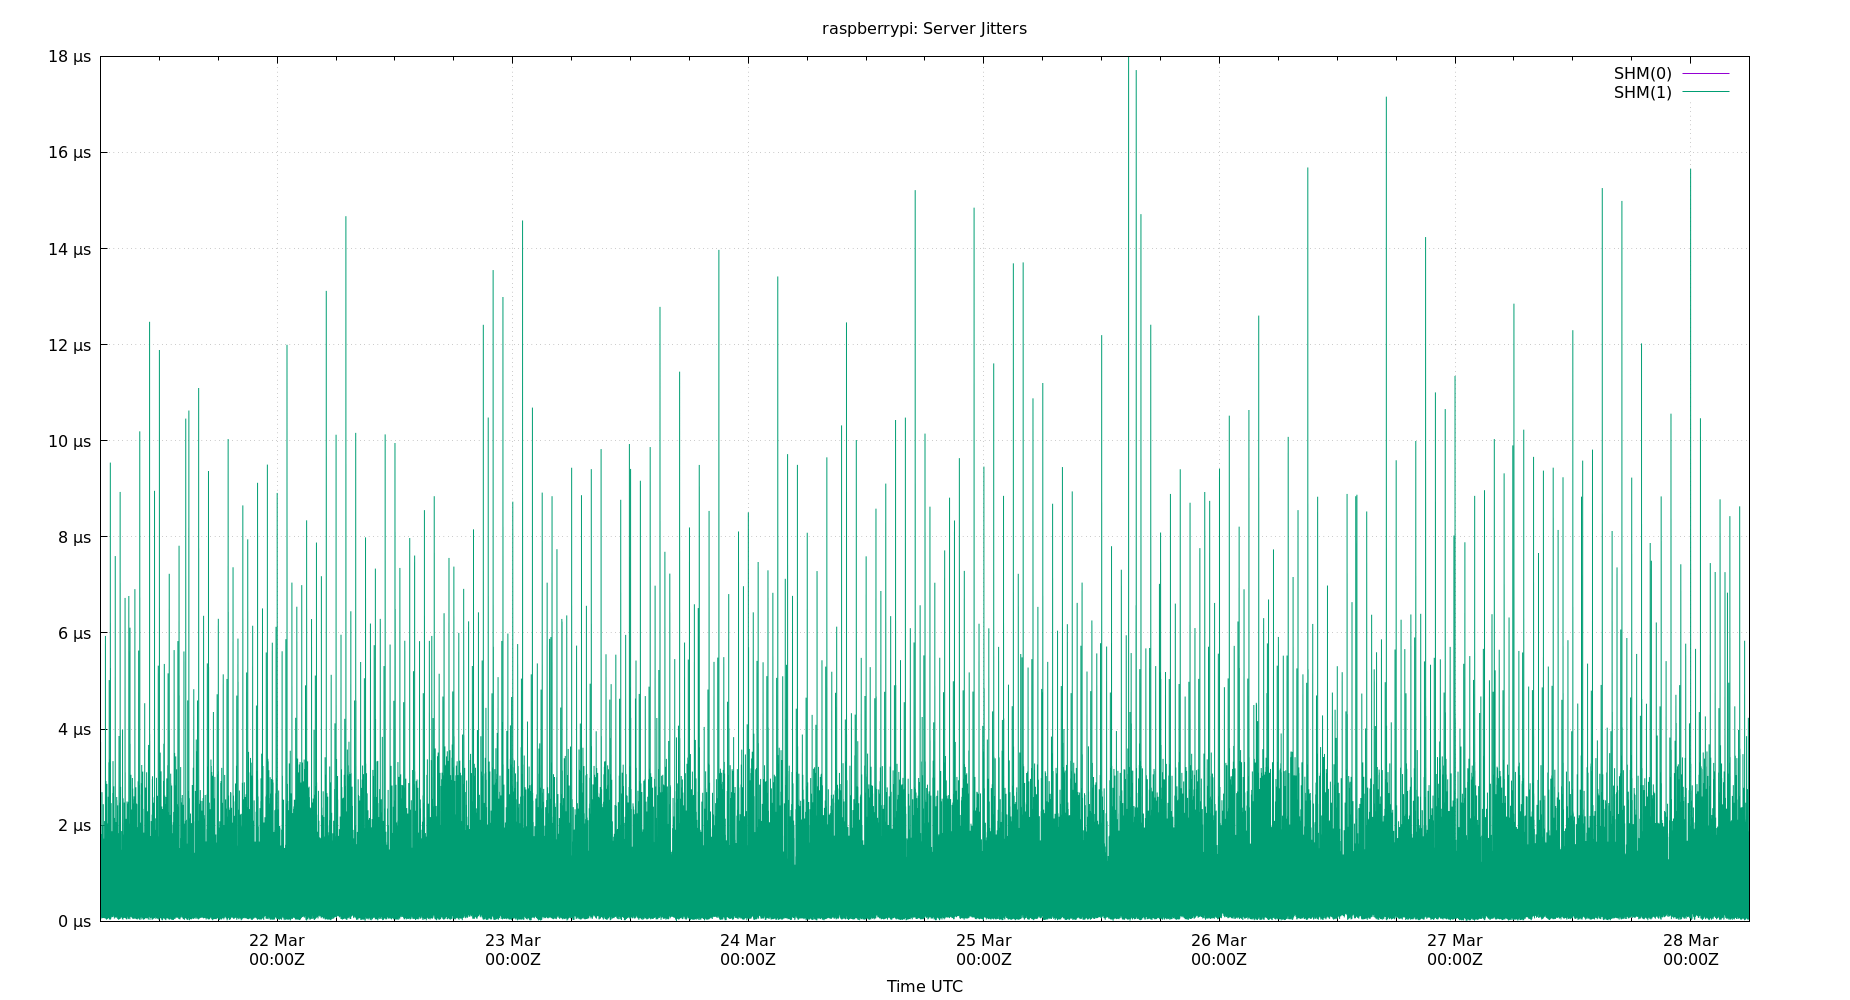 raspberrypi: Server Jitters
18 µs
16 µs
14 µs
12 µs
10 µs
8 µs
6 µs
4 µs
2 µs
0 µs
SHM(0)
SHM(1)
22 Mar 23 Mar 24 Mar 25 Mar 26 Mar 27 Mar 28 Mar
00:00Z 00:00Z 00:00Z 00:00Z 00:00Z 00:00Z 00:00Z
Time UTC